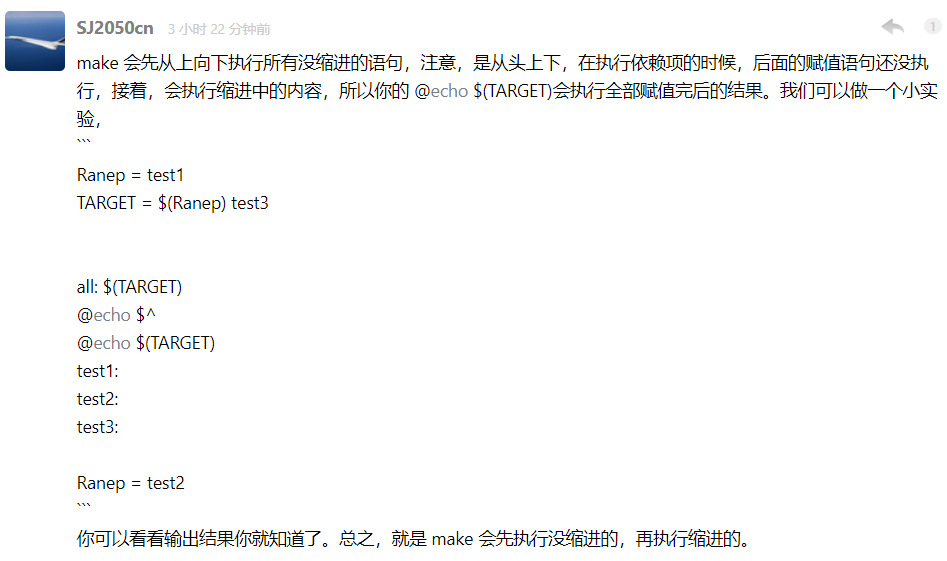 SJ2050cn 3 小时 22 分钟前 1
make 会先从上向下执行所有没缩进的语句，注意，是从头上下，在执行依赖项的时候，后面的赋值语句还没执
行，接着，会执行缩进中的内容，所以你的 @echo $(TARGET)会执行全部赋值完后的结果。我们可以做一个小实
验，
```
Ranep = test1
TARGET = $(Ranep) test3
all: $(TARGET)
@echo $^
@echo $(TARGET)
test1:
test2:
test3:
Ranep = test2
```
你可以看看输出结果你就知道了。总之，就是 make 会先执行没缩进的，再执行缩进的。